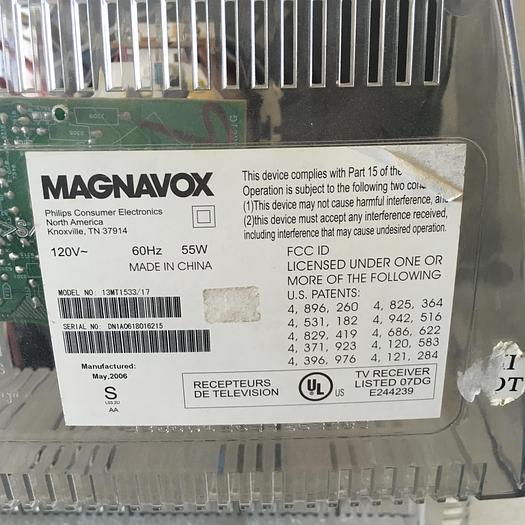 MAGNAVOX
Philips Consumer Electronics
North America
Knoxville, TN 37914
120V~ 60Hz 55W
MADE IN CHINA
MODEL NO: 13MT1533/17
SERIAL NO: DN1A0618016215
Manufactured:
May,2006
S
AA
This device complies with Part 15 of the
Operation is subject to the following two
(1)This device may not cause harmful interference,
(2)this device must accept any interference received,
including interference that may cause undesired operation.
FCC ID
LICENSED UNDER ONE OR
MORE OF THE FOLLOWING
U.S. PATENTS:
4, 896, 260 4, 825, 364
4, 531, 182 4, 942, 516
4, 829, 419 4, 686, 622
4, 371, 923 4, 120, 583
4, 396, 976 4, 121, 284
RECEPTEURS
DE TELEVISION
UL
US
TV RECEIVER
LISTED 07DG
E244239